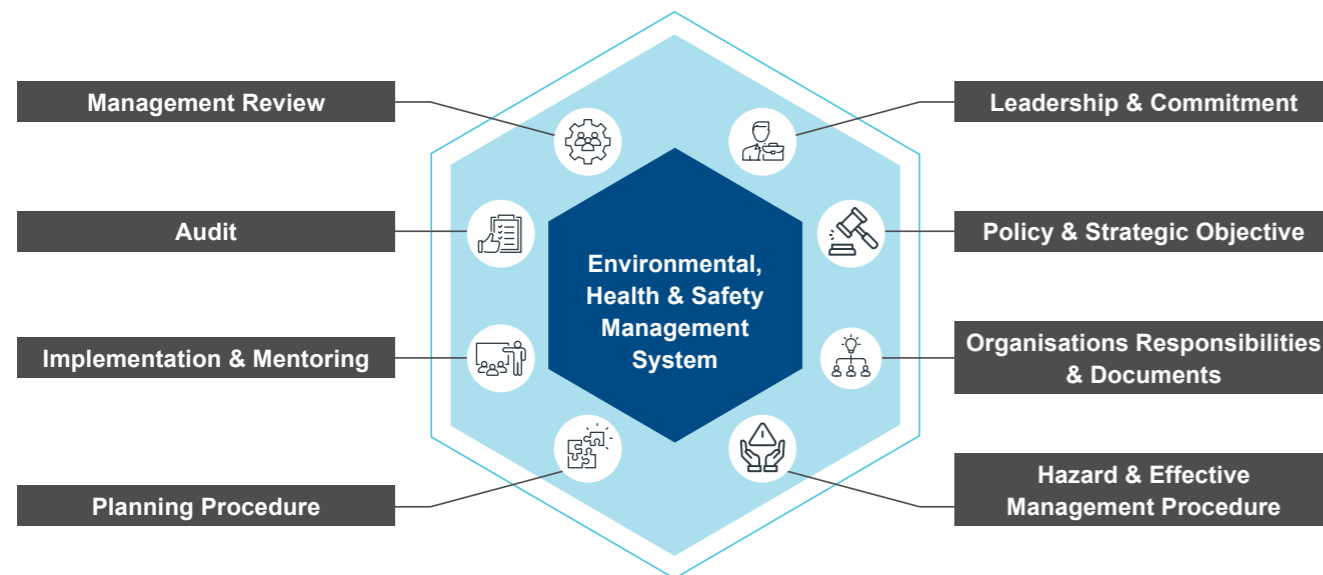 Management Review
Audit
Implementation & Mentoring
Planning Procedure
Environmental,
Health & Safety
Management
System
Leadership & Commitment
Policy & Strategic Objective
Organisations Responsibilities
& Documents
Hazard & Effective
Management Procedure